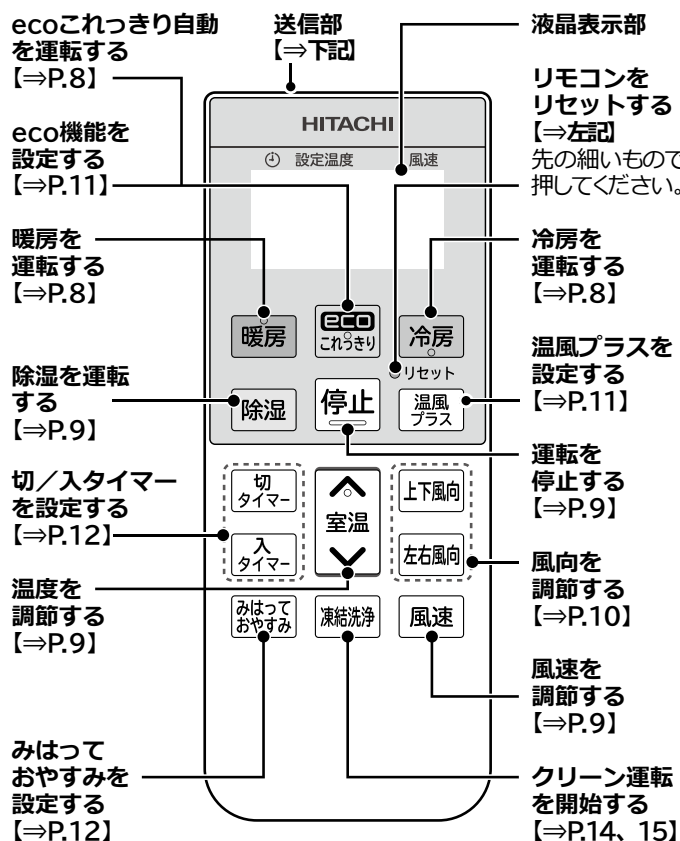 ecoこれっきり自動
を運転する
【⇒P.8】
eco機能を
設定する
【⇒P.11】
暖房を
運転する
【⇒P.8】
除湿を運転
する
【⇒P.9】
切／入タイマー
を設定する
【⇒P.12】
温度を
調節する
【⇒P.9】
みはって
おやすみを
設定する
【⇒P.12】
送信部
【⇒下記】
HITACHI
設定温度 風速
暖房
eco
これっきり
冷房
リセット
除湿
停止
温風
プラス
切
タイマー
室温
上下風向
入
タイマー
左右風向
みはって
おやすみ
凍結洗浄
風速
液晶表示部
リモコンを
リセットする
【⇒左記】
先の細いもので
押してください。
冷房を
運転する
【⇒P.8】
温風プラスを
設定する
【⇒P.11】
運転を
停止する
【⇒P.9】
風向を
調節する
【⇒P.10】
風速を
調節する
【⇒P.9】
クリーン運転
を開始する
【⇒P.14、15】